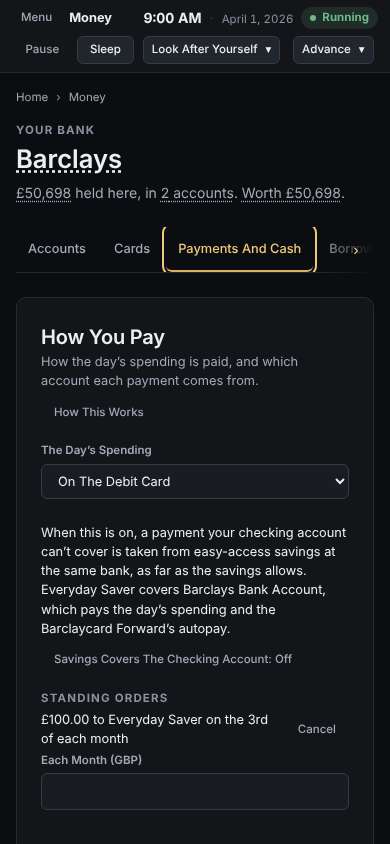 Menu Money 9:00 AM · April 1, 2026 Running
Pause Sleep Look After Yourself ▾ Advance ▾
Home › Money
YOUR BANK
Barclays
£50,698 held here, in 2 accounts. Worth £50,698.
Accounts Cards Payments And Cash Borrow ›
How You Pay
How the day's spending is paid, and which
account each payment comes from.
How This Works
The Day's Spending
On The Debit Card
When this is on, a payment your checking account
can't cover is taken from easy-access savings at
the same bank, as far as the savings allows.
Everyday Saver covers Barclays Bank Account,
which pays the day's spending and the
Barclaycard Forward's autopay.
Savings Covers The Checking Account: Off
STANDING ORDERS
£100.00 to Everyday Saver on the 3rd
of each month
Cancel
Each Month (GBP)